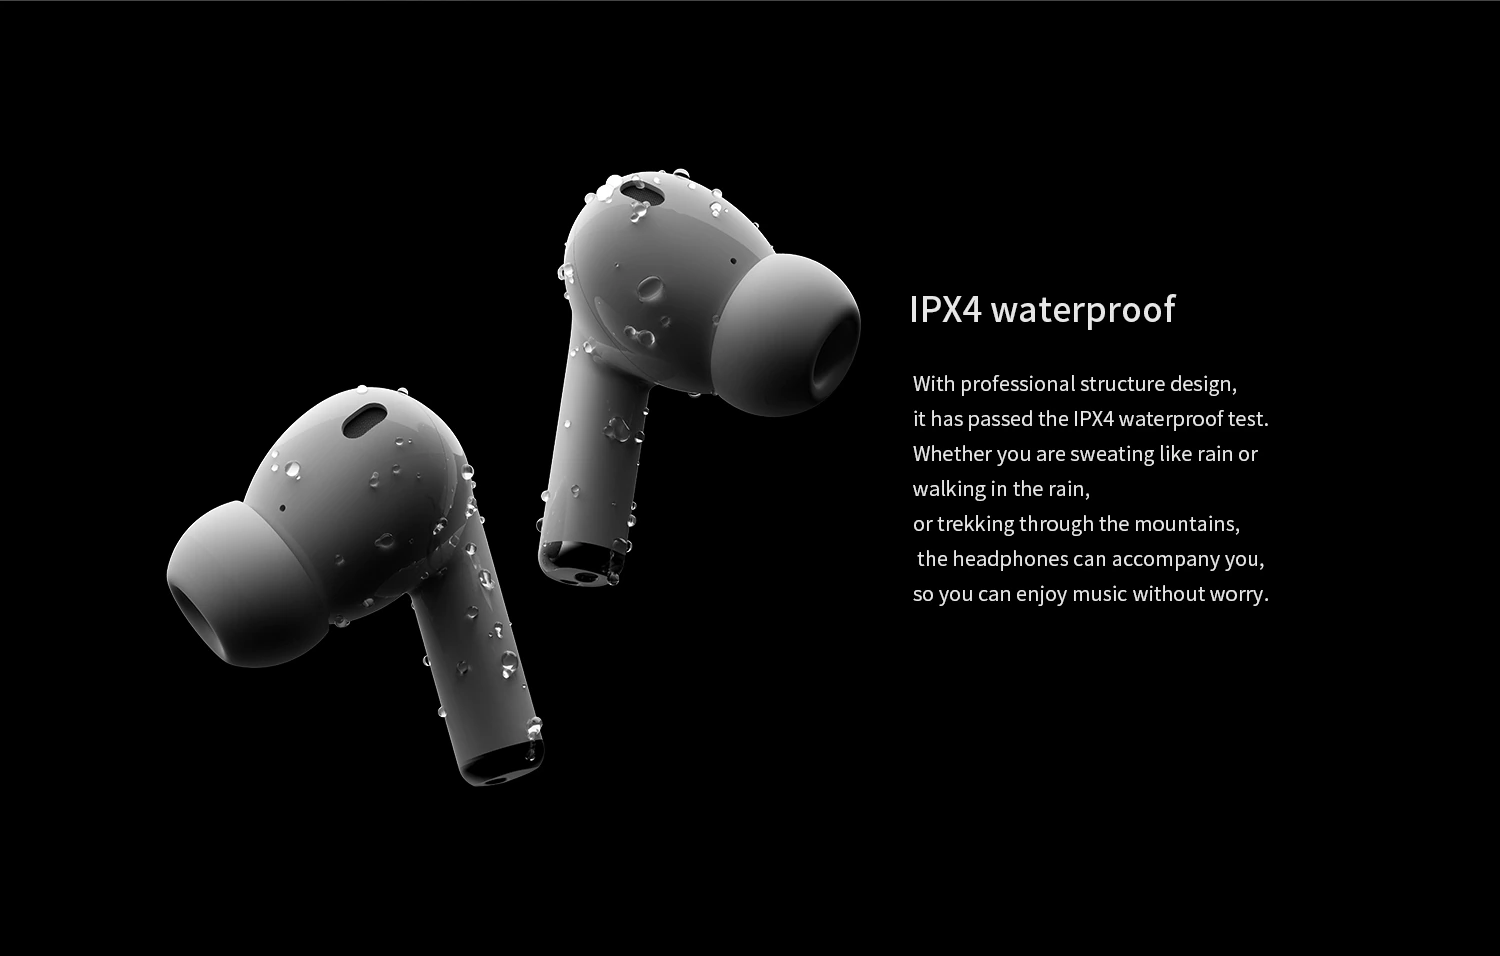 IPX4 waterproof
With professional structure design,
it has passed the IPX4 waterproof test.
Whether you are sweating like rain or
walking in the rain,
or trekking through the mountains,
the headphones can accompany you,
so you can enjoy music without worry.